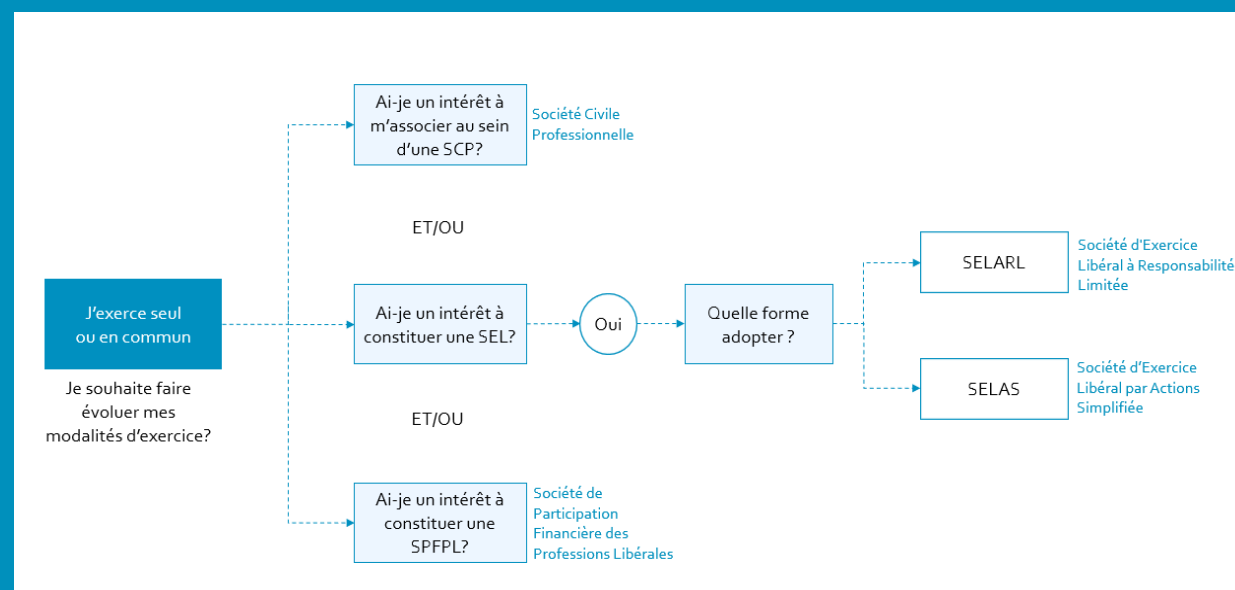 J'exerce seul
ou en commun
Je souhaite faire
évoluer mes
modalités d'exercice?
Ai-je un intérêt à
m'associer au sein
d'une SCP?
Société Civile
Professionnelle
ET/OU
Ai-je un intérêt à
constituer une SEL?
Oui
Quelle forme
adopter ?
SELARL
Société d'Exercice
Libéral à Responsabilité
Limitée
SELAS
Société d'Exercice
Libéral par Actions
Simplifiée
ET/OU
Ai-je un intérêt à
constituer une
SPFPL?
Société de
Participation
Financière des
Professions Libérales